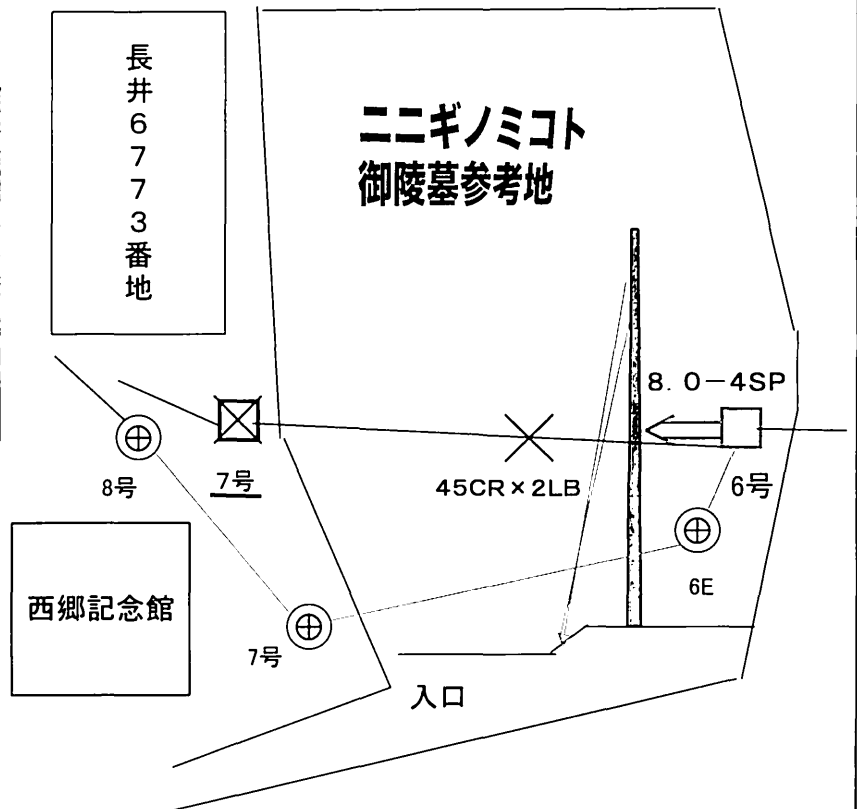 長井6773番地
ニニギノミコト
御陵墓参考地
8.0-4SP
8号
7号
45CR×2LB
6号
6E
西郷記念館
7号
入口